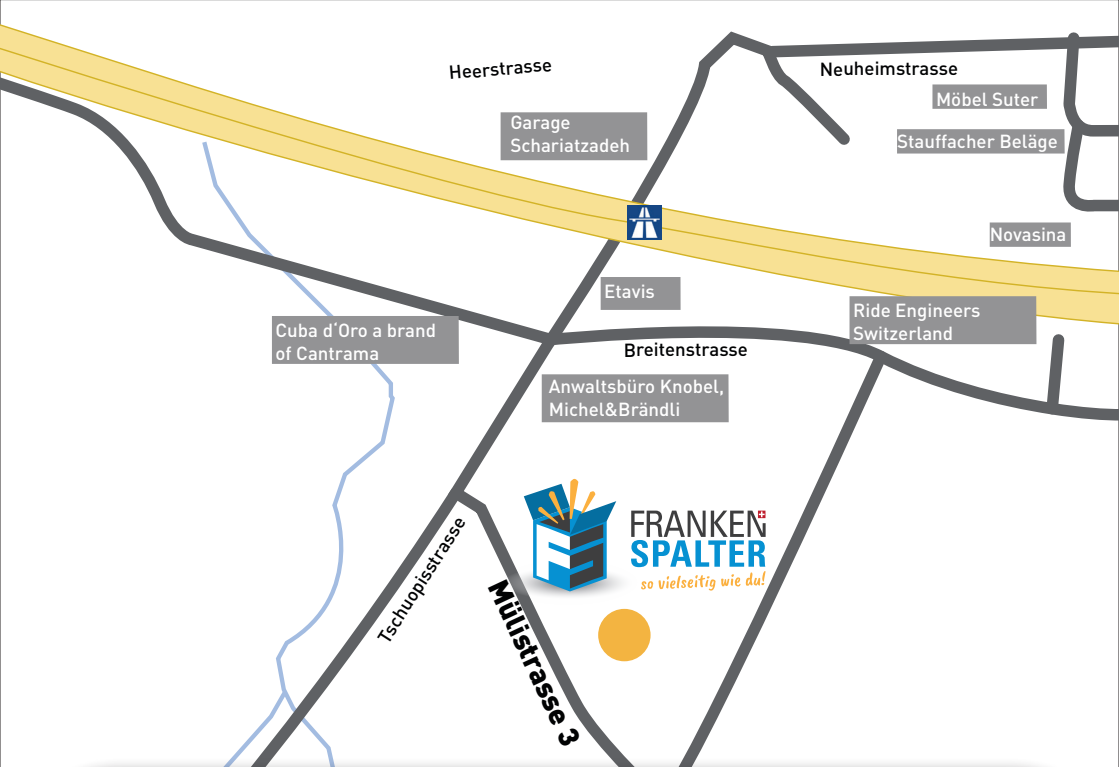 Heerstrasse
Neuheimstrasse
Möbel Suter
Garage
Schariatzadeh
Stauffacher Beläge
Novasina
Etavis
Ride Engineers
Switzerland
Cuba d´Oro a brand
of Cantrama
Breitenstrasse
Anwaltsbüro Knobel,
Michel&Brändli
FS
FRANKEN
SPALTER
so vielseitig wie du!
Tschuopisstrasse
Mülistrasse 3